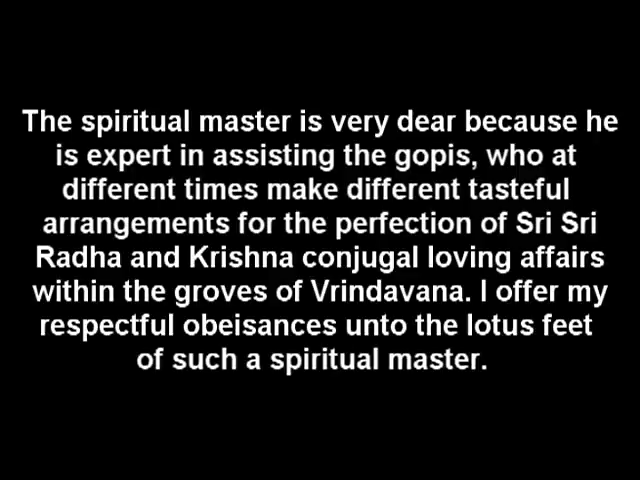 The spiritual master is very dear because he
is expert in assisting the gopis, who at
different times make different tasteful
arrangements for the perfection of Sri Sri
Radha and Krishna conjugal loving affairs
within the groves of Vrindavana. I offer my
respectful obeisances unto the lotus feet
of such a spiritual master.